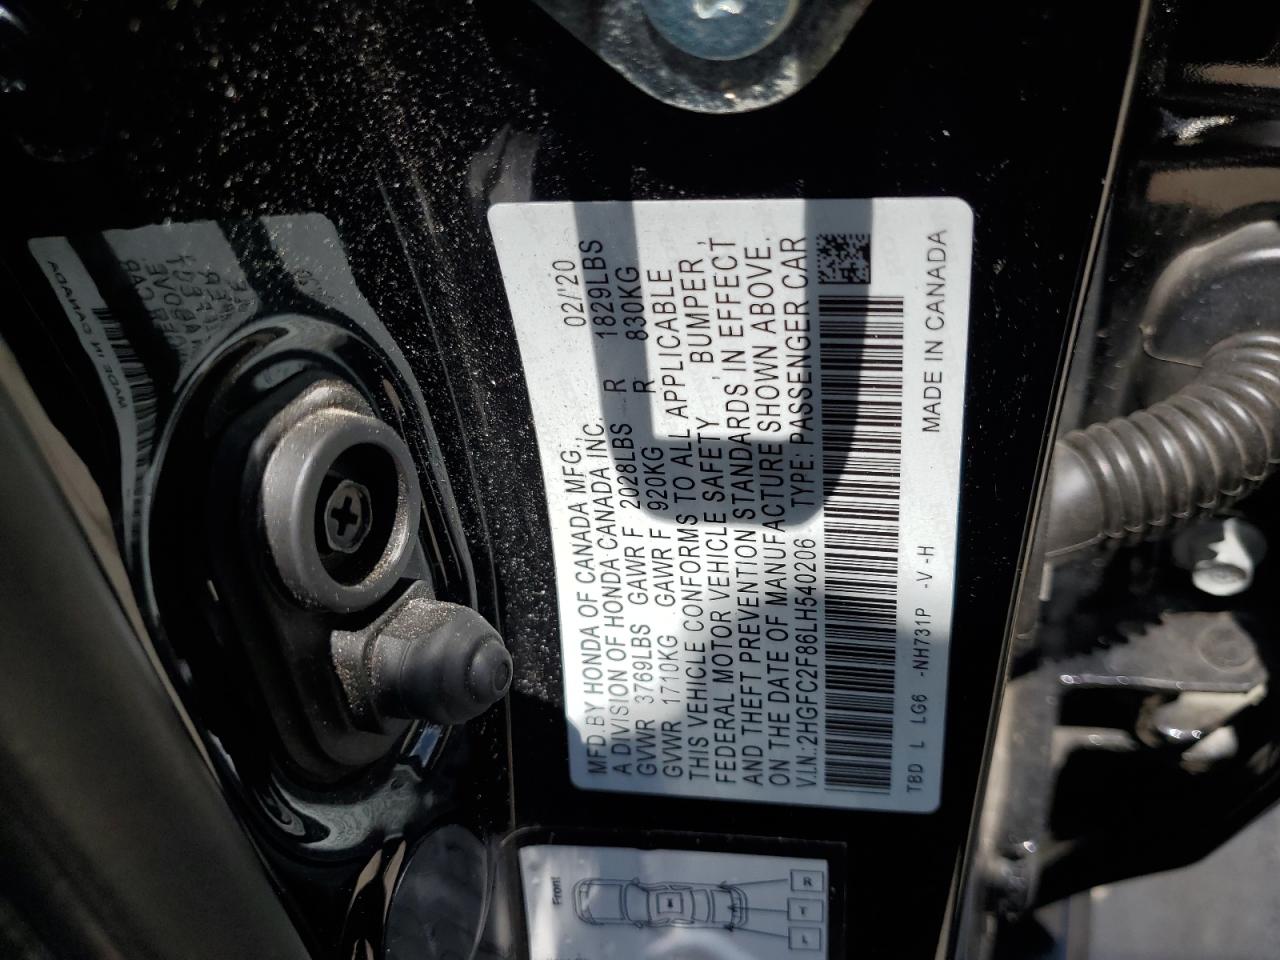 MFD. BY HONDA OF CANADA MFG., 02/'20
A DIVISION OF HONDA CANADA INC.
GVWR 3769LBS GAWR F 2028LBS R 1829LBS
GVWR 1710KG GAWR F 920KG R 830KG
THIS VEHICLE CONFORMS TO ALL APPLICABLE
FEDERAL MOTOR VEHICLE SAFETY, BUMPER,
AND THEFT PREVENTION STANDARDS IN EFFECT
ON THE DATE OF MANUFACTURE SHOWN ABOVE.
V.I.N.:2HGFC2F86LH540206 TYPE: PASSENGER CAR
TBD L LG6 -NH731P -V -H MADE IN CANADA
Front
R
T
L